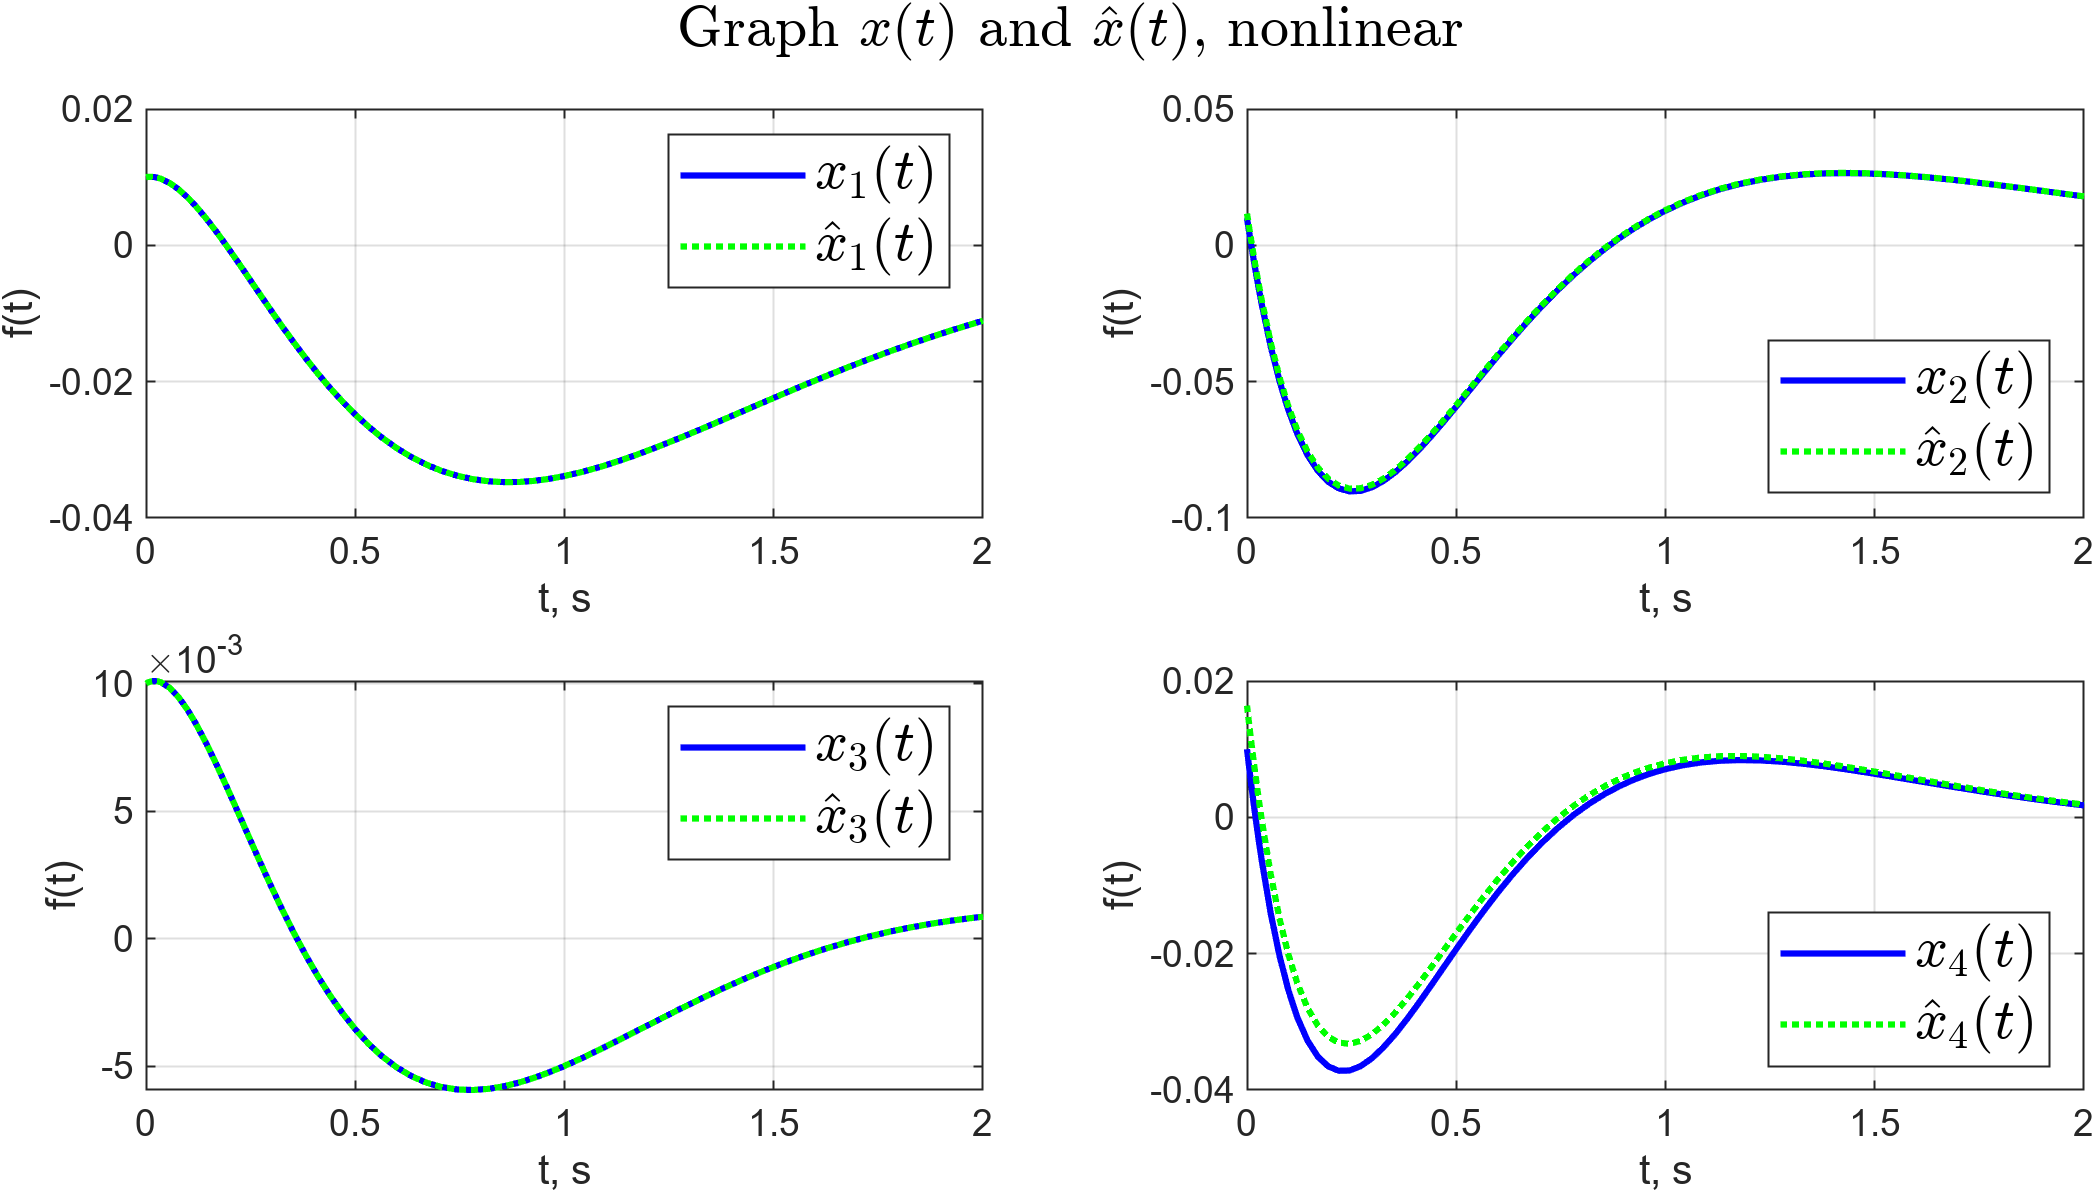 Graph x(t) and x̂(t), nonlinear
0.02
0
-0.02
-0.04
f(t)
x₁(t)
x̂₁(t)
0 0.5 1 1.5 2
t, s
0.05
0
-0.05
-0.1
f(t)
x₂(t)
x̂₂(t)
0 0.5 1 1.5 2
t, s
×10⁻³
10
5
0
-5
f(t)
x₃(t)
x̂₃(t)
0 0.5 1 1.5 2
t, s
0.02
0
-0.02
-0.04
f(t)
x₄(t)
x̂₄(t)
0 0.5 1 1.5 2
t, s